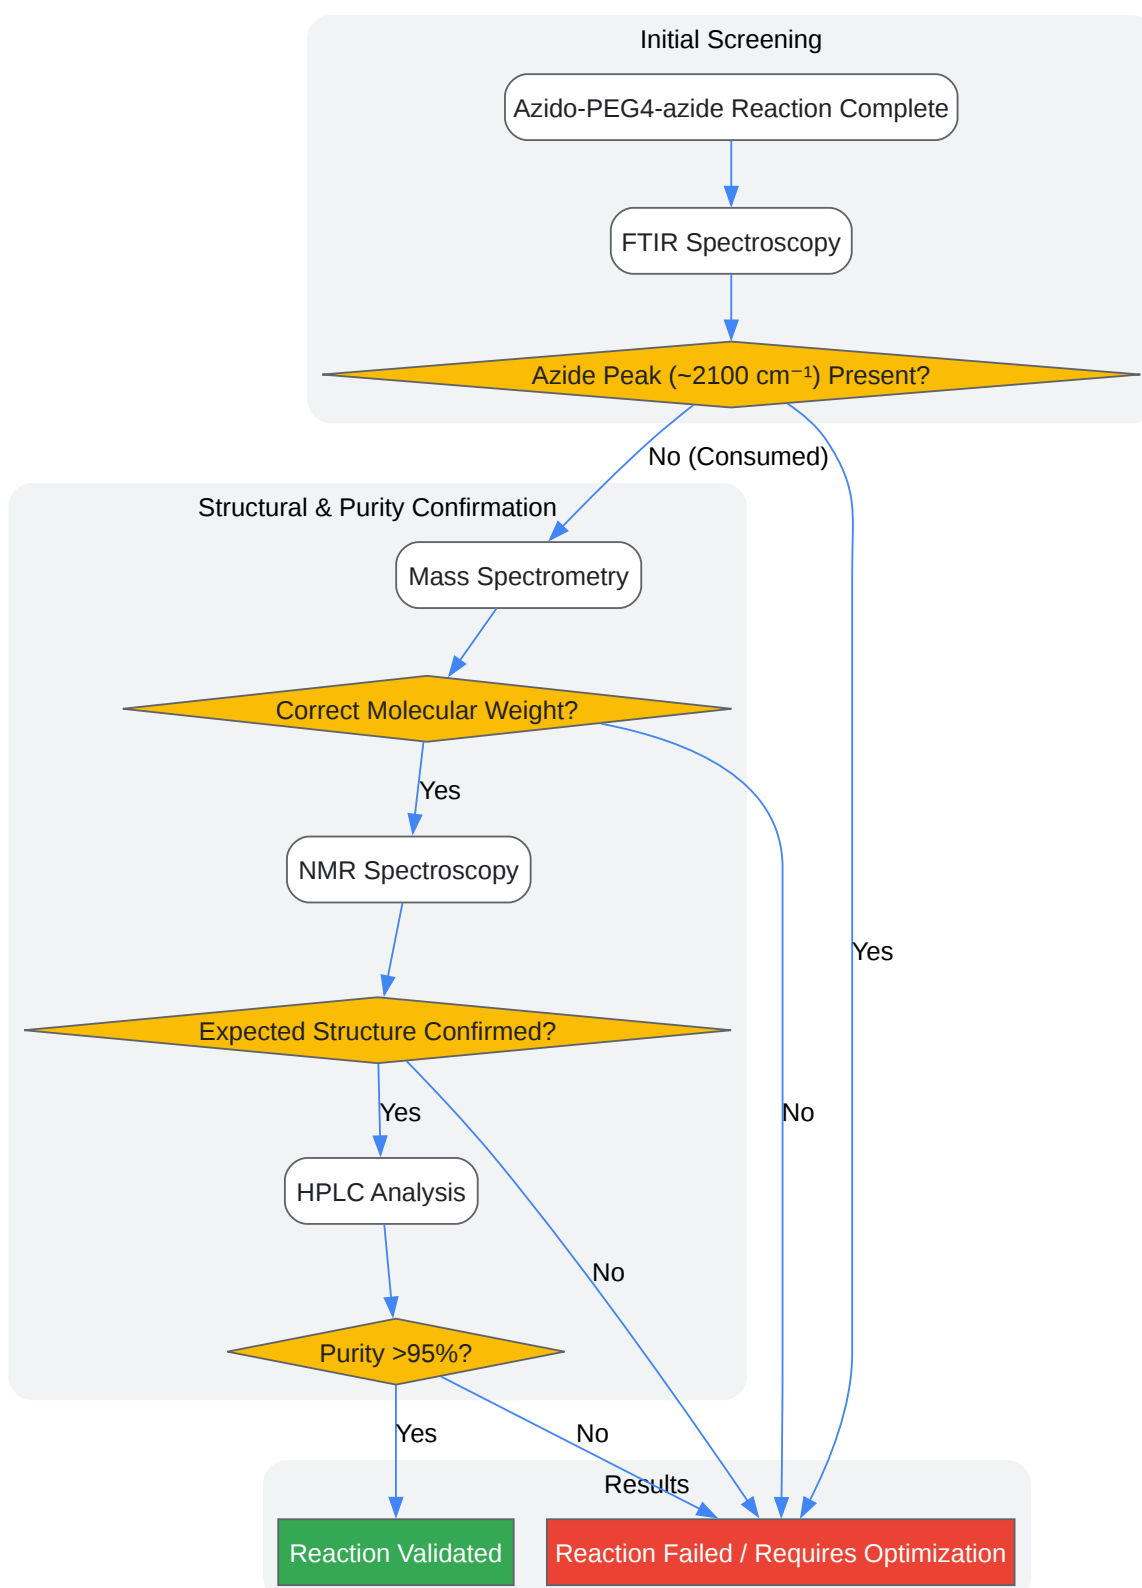 Initial Screening
Azido-PEG4-azide Reaction Complete
FTIR Spectroscopy
Azide Peak (~2100 cm⁻¹) Present?
No (Consumed)
Structural & Purity Confirmation
Mass Spectrometry
Correct Molecular Weight?
Yes
NMR Spectroscopy
Yes
Expected Structure Confirmed?
Yes
No
HPLC Analysis
No
Purity >95%?
Yes
No
Results
Reaction Validated
Reaction Failed / Requires Optimization